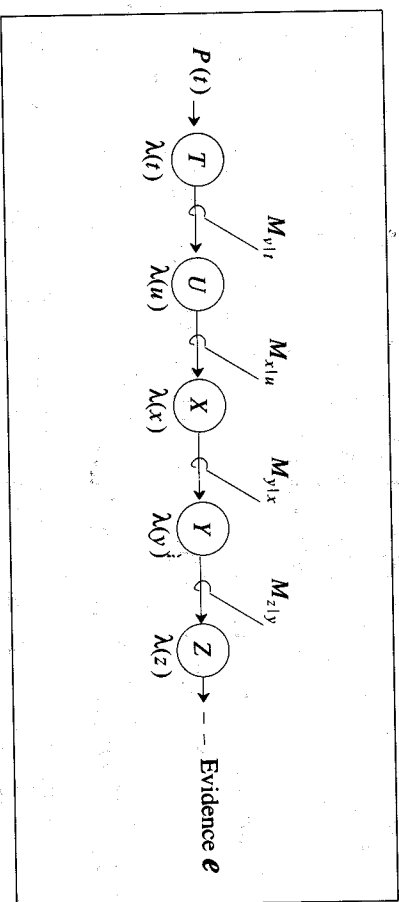 M_{v|t} M_{x|u} M_{y|x} M_{z|y}
P(t) T U X Y Z Evidence e
λ(t) λ(u) λ(x) λ(y) λ(z)